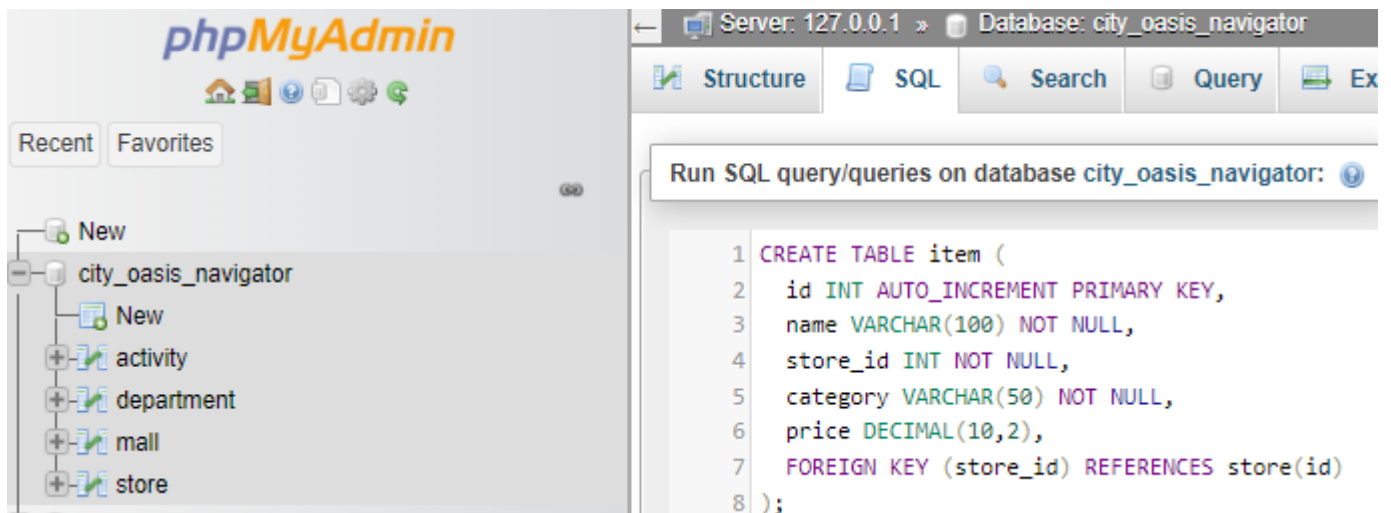 phpMyAdmin
Recent Favorites
New
city_oasis_navigator
New
activity
department
mall
store
Server: 127.0.0.1 » Database: city_oasis_navigator
Structure SQL Search Query Ex
Run SQL query/queries on database city_oasis_navigator:
1 CREATE TABLE item (
2 id INT AUTO_INCREMENT PRIMARY KEY,
3 name VARCHAR(100) NOT NULL,
4 store_id INT NOT NULL,
5 category VARCHAR(50) NOT NULL,
6 price DECIMAL(10,2),
7 FOREIGN KEY (store_id) REFERENCES store(id)
8 );